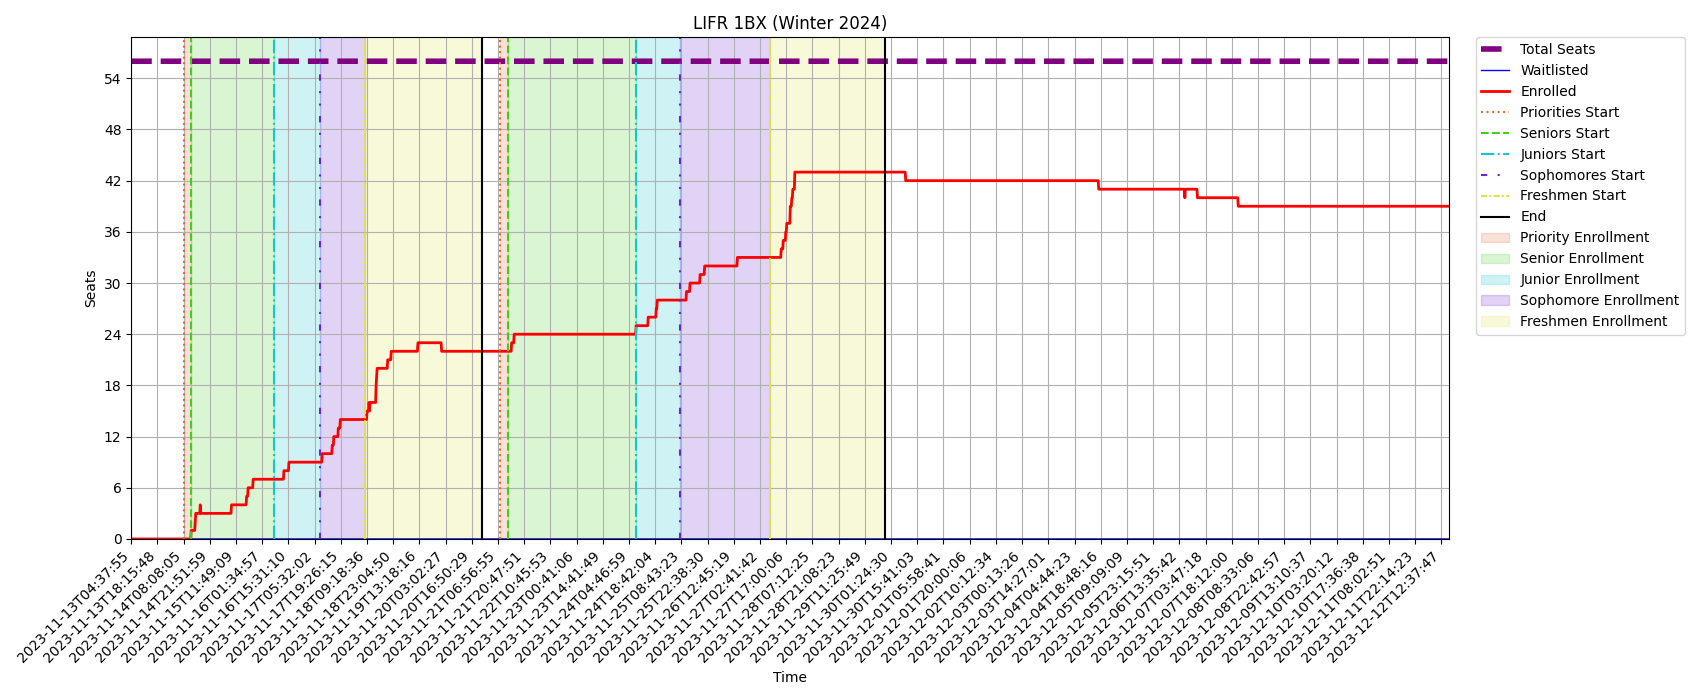 LIFR 1BX (Winter 2024)
Seats
54
48
42
36
30
24
18
12
6
0
2023-11-13T04:37:55
2023-11-13T18:15:48
2023-11-14T08:08:05
2023-11-14T21:51:59
2023-11-15T11:49:09
2023-11-16T01:34:57
2023-11-16T15:31:10
2023-11-17T05:32:02
2023-11-17T19:26:15
2023-11-18T09:18:36
2023-11-18T23:04:50
2023-11-19T13:18:16
2023-11-20T03:02:27
2023-11-20T16:50:29
2023-11-21T06:56:55
2023-11-21T20:47:51
2023-11-22T10:45:53
2023-11-23T00:41:06
2023-11-23T14:41:49
2023-11-24T04:46:59
2023-11-24T18:42:04
2023-11-25T08:43:23
2023-11-25T22:38:30
2023-11-26T12:45:19
2023-11-27T02:41:42
2023-11-27T17:00:06
2023-11-28T07:12:25
2023-11-28T21:08:23
2023-11-29T11:25:49
2023-11-30T01:24:30
2023-11-30T15:41:03
2023-12-01T05:58:41
2023-12-01T20:00:06
2023-12-02T10:12:34
2023-12-03T00:13:26
2023-12-03T14:27:01
2023-12-04T04:44:23
2023-12-04T18:48:16
2023-12-05T09:09:09
2023-12-05T23:15:51
2023-12-06T13:35:42
2023-12-07T03:47:18
2023-12-07T18:12:00
2023-12-08T08:33:06
2023-12-08T22:42:57
2023-12-09T13:10:37
2023-12-10T03:20:12
2023-12-10T17:36:38
2023-12-11T08:02:51
2023-12-11T22:14:23
2023-12-12T12:37:47
Time
Total Seats
Waitlisted
Enrolled
Priorities Start
Seniors Start
Juniors Start
Sophomores Start
Freshmen Start
End
Priority Enrollment
Senior Enrollment
Junior Enrollment
Sophomore Enrollment
Freshmen Enrollment